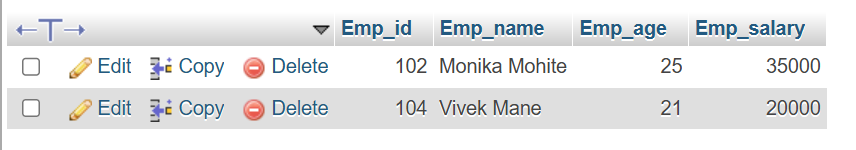 Emp_id Emp_name Emp_age Emp_salary
Edit Copy Delete 102 Monika Mohite 25 35000
Edit Copy Delete 104 Vivek Mane 21 20000